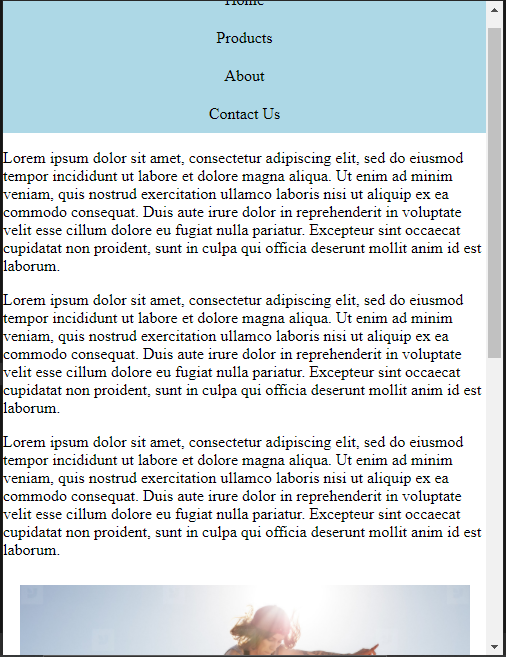 Home
Products
About
Contact Us
Lorem ipsum dolor sit amet, consectetur adipiscing elit, sed do eiusmod
tempor incididunt ut labore et dolore magna aliqua. Ut enim ad minim
veniam, quis nostrud exercitation ullamco laboris nisi ut aliquip ex ea
commodo consequat. Duis aute irure dolor in reprehenderit in voluptate
velit esse cillum dolore eu fugiat nulla pariatur. Excepteur sint occaecat
cupidatat non proident, sunt in culpa qui officia deserunt mollit anim id est
laborum.
Lorem ipsum dolor sit amet, consectetur adipiscing elit, sed do eiusmod
tempor incididunt ut labore et dolore magna aliqua. Ut enim ad minim
veniam, quis nostrud exercitation ullamco laboris nisi ut aliquip ex ea
commodo consequat. Duis aute irure dolor in reprehenderit in voluptate
velit esse cillum dolore eu fugiat nulla pariatur. Excepteur sint occaecat
cupidatat non proident, sunt in culpa qui officia deserunt mollit anim id est
laborum.
Lorem ipsum dolor sit amet, consectetur adipiscing elit, sed do eiusmod
tempor incididunt ut labore et dolore magna aliqua. Ut enim ad minim
veniam, quis nostrud exercitation ullamco laboris nisi ut aliquip ex ea
commodo consequat. Duis aute irure dolor in reprehenderit in voluptate
velit esse cillum dolore eu fugiat nulla pariatur. Excepteur sint occaecat
cupidatat non proident, sunt in culpa qui officia deserunt mollit anim id est
laborum.